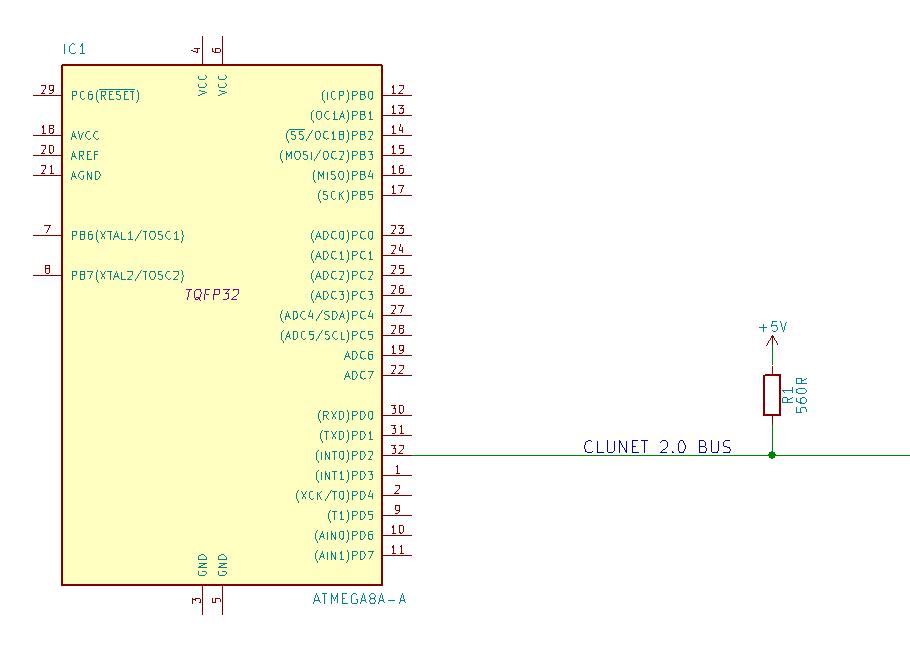 IC1
4
6
VCC
VCC
29
PC6(RESET)
18
AVCC
20
AREF
21
AGND
7
PB6(XTAL1/TOSC1)
8
PB7(XTAL2/TOSC2)
TQFP32
(ICP)PB0
12
(OC1A)PB1
13
(SS/OC1B)PB2
14
(MOSI/OC2)PB3
15
(MISO)PB4
16
(SCK)PB5
17
(ADC0)PC0
23
(ADC1)PC1
24
(ADC2)PC2
25
(ADC3)PC3
26
(ADC4/SDA)PC4
27
(ADC5/SCL)PC5
28
ADC6
19
ADC7
22
(RXD)PD0
30
(TXD)PD1
31
(INT0)PD2
32
(INT1)PD3
1
(XCK/T0)PD4
2
(T1)PD5
9
(AIN0)PD6
10
(AIN1)PD7
11
GND
GND
3
5
ATMEGA8A-A
CLUNET 2.0 BUS
+5V
R1
560R